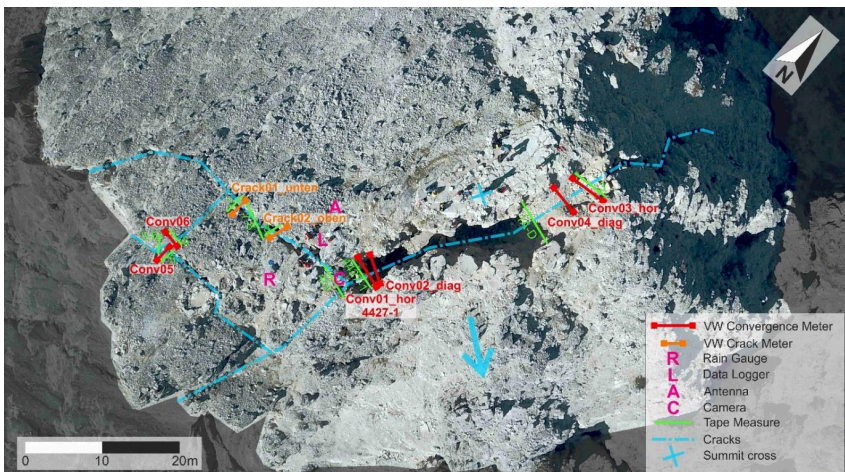 N
Crack01_unten
A
Crack02_oben
L
Conv06
Conv05
R
C
Conv03_hor
Conv04_diag
Conv02_diag
Conv01_hor
4427-1
VW Convergence Meter
VW Crack Meter
R Rain Gauge
L Data Logger
A Antenna
C Camera
Tape Measure
Cracks
Summit cross
0 10 20m